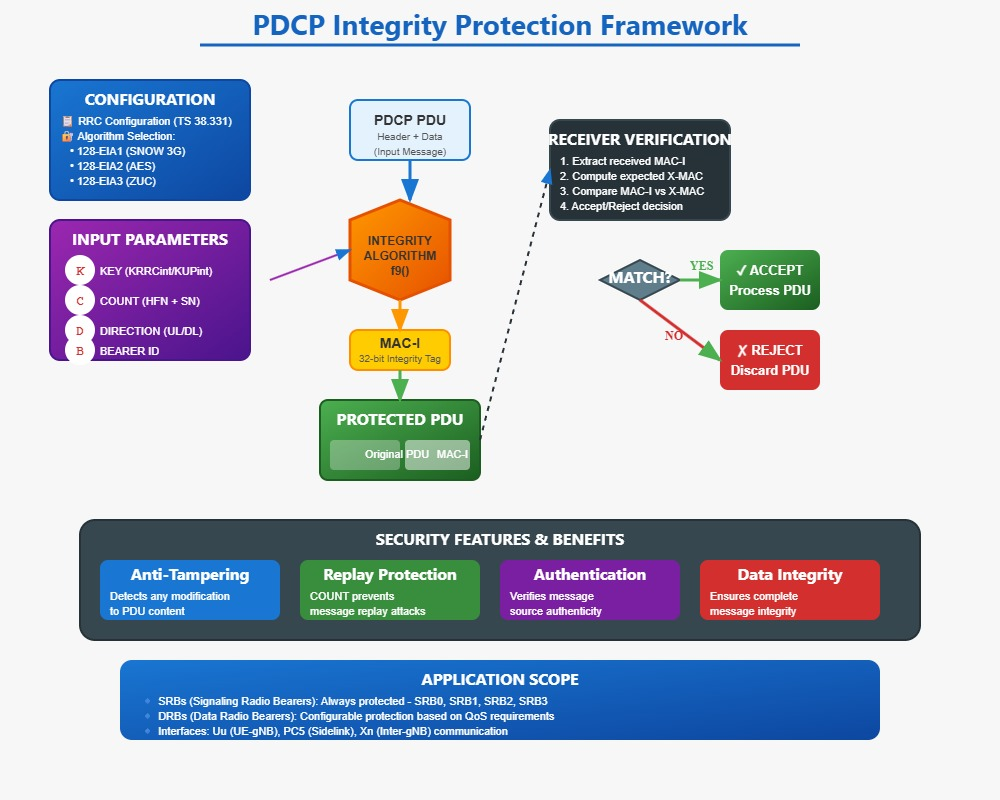 PDCP Integrity Protection Framework
CONFIGURATION
RRC Configuration (TS 38.331)
Algorithm Selection:
• 128-EIA1 (SNOW 3G)
• 128-EIA2 (AES)
• 128-EIA3 (ZUC)
INPUT PARAMETERS
K KEY (KRRCint/KUPint)
C COUNT (HFN + SN)
D DIRECTION (UL/DL)
B BEARER ID
PDCP PDU
Header + Data
(Input Message)
INTEGRITY
ALGORITHM
f9()
MAC-I
32-bit Integrity Tag
PROTECTED PDU
Original PDU MAC-I
RECEIVER VERIFICATION
1. Extract received MAC-I
2. Compute expected X-MAC
3. Compare MAC-I vs X-MAC
4. Accept/Reject decision
MATCH?
YES
✓ ACCEPT
Process PDU
NO
✗ REJECT
Discard PDU
SECURITY FEATURES & BENEFITS
Anti-Tampering
Detects any modification
to PDU content
Replay Protection
COUNT prevents
message replay attacks
Authentication
Verifies message
source authenticity
Data Integrity
Ensures complete
message integrity
APPLICATION SCOPE
SRBs (Signaling Radio Bearers): Always protected - SRB0, SRB1, SRB2, SRB3
DRBs (Data Radio Bearers): Configurable protection based on QoS requirements
Interfaces: Uu (UE-gNB), PC5 (Sidelink), Xn (Inter-gNB) communication